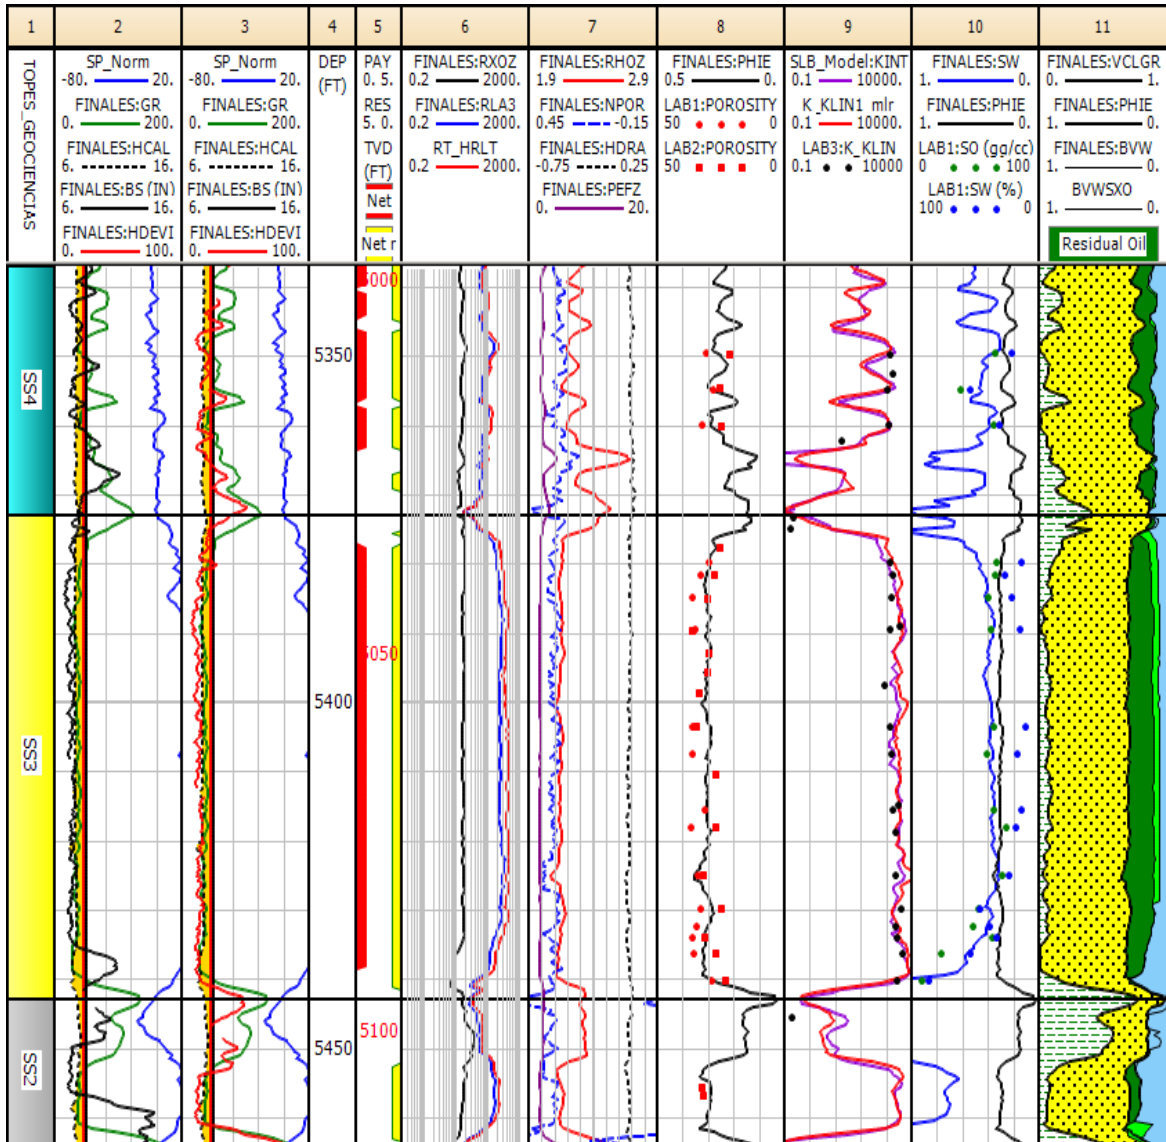 1 2 3 4 5 6 7 8 9 10 11
TOPES_GEOCIENCIAS
SP_Norm
-80. 20.
FINALES:GR
0. 200.
FINALES:HCAL
6. 16.
FINALES:BS (IN)
6. 16.
FINALES:HDEVI
0. 100.
SP_Norm
-80. 20.
FINALES:GR
0. 200.
FINALES:HCAL
6. 16.
FINALES:BS (IN)
6. 16.
FINALES:HDEVI
0. 100.
DEP
(FT)
PAY
0. 5.
RES
5. 0.
TVD
(FT)
Net
Net r
FINALES:RXOZ
0.2 2000.
FINALES:RLA3
0.2 2000.
RT_HRLT
0.2 2000.
FINALES:RHOZ
1.9 2.9
FINALES:NPOR
0.45 -0.15
FINALES:HDRA
-0.75 0.25
FINALES:PEFZ
0. 20.
FINALES:PHIE
0.5 0.
LAB1:POROSITY
50 0
LAB2:POROSITY
50 0
SLB_Model:KINT
0.1 10000.
K_KLIN1_mlr
0.1 10000.
LAB3:K_KLIN
0.1 10000
FINALES:SW
1. 0.
FINALES:PHIE
1. 0.
LAB1:SO (gg/cc)
0 100
LAB1:SW (%)
100 0
FINALES:VCLGR
0. 1.
FINALES:PHIE
1. 0.
FINALES:BVW
1. 0.
BVWSXO
1. 0.
Residual Oil
SS4
SS3
SS2
5350
5400
5450
5000
5050
5100